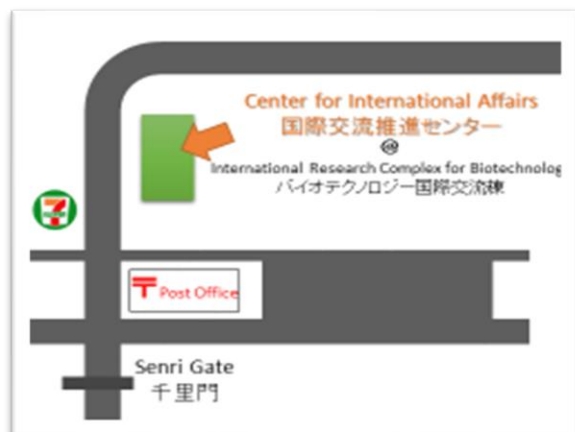 Center for International Affairs
国際交流推進センター
@
International Research Complex for Biotechnolog
バイオテクノロジー国際交流棟
7
〒 Post Office
Senri Gate
千里門